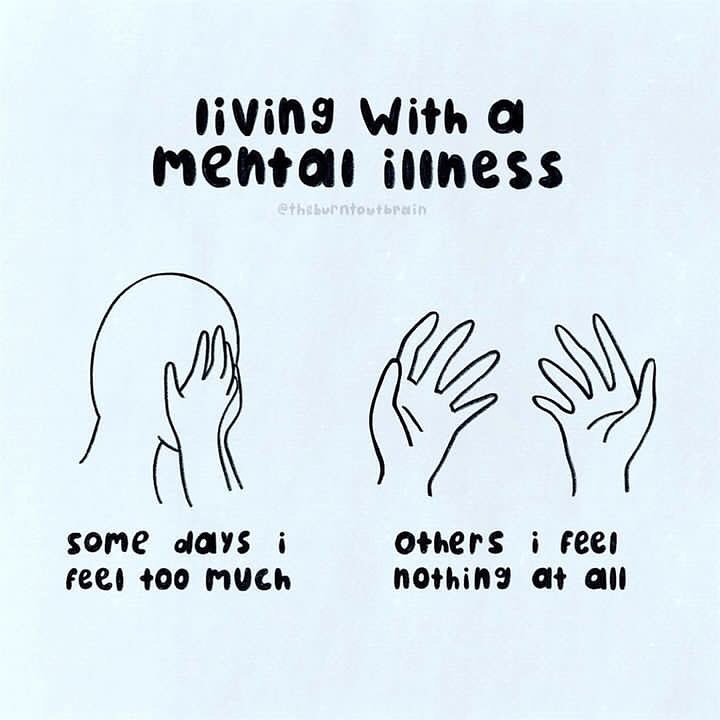 living with a
mental illness
@theburntoutbrain
some days i
feel too much
others i feel
nothing at all